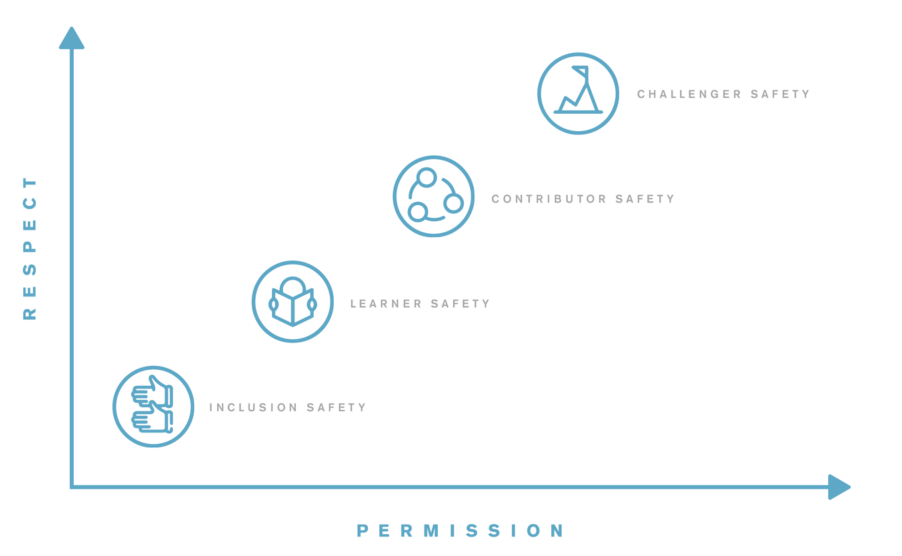 CHALLENGER SAFETY
CONTRIBUTOR SAFETY
RESPECT
LEARNER SAFETY
INCLUSION SAFETY
PERMISSION